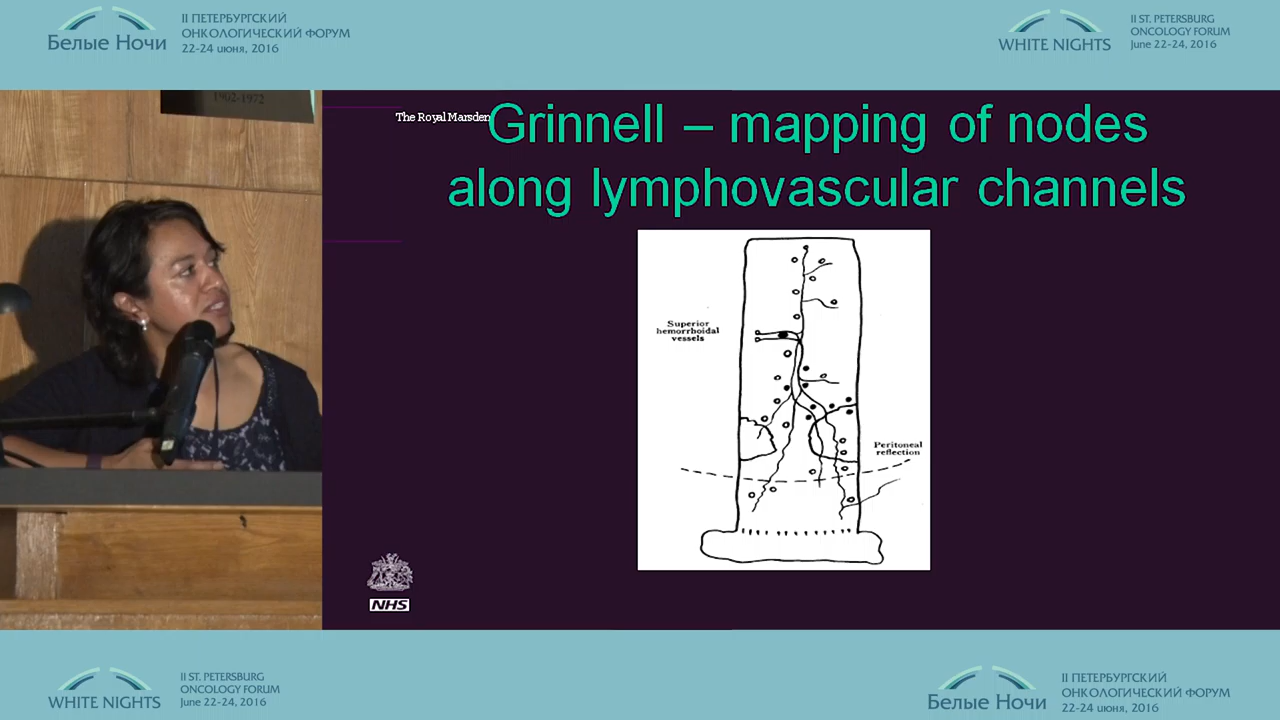 Белые Ночи
II ПЕТЕРБУРГСКИЙ
ОНКОЛОГИЧЕСКИЙ ФОРУМ
22-24 июня, 2016
WHITE NIGHTS
II ST. PETERSBURG
ONCOLOGY FORUM
June 22-24, 2016
1962-1972
The Royal Marsden
Grinnell – mapping of nodes
along lymphovascular channels
Superior
hemorrhoidal
vessels
Peritoneal
reflection
NHS
WHITE NIGHTS
II ST. PETERSBURG
ONCOLOGY FORUM
June 22-24, 2016
Белые Ночи
II ПЕТЕРБУРГСКИЙ
ОНКОЛОГИЧЕСКИЙ ФОРУМ
22-24 июня, 2016